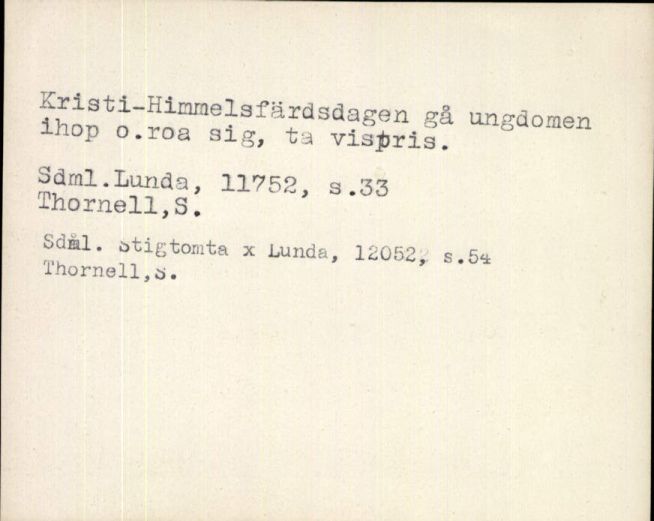 Kristi-Himmelsfärdsdagen gå ungdomen
ihop o.roa sig, ta vispris.
Sdml.Lunda, 11752, s.33
Thornell,S.
Sdml. Stigtomta x Lunda, 12052, s.54
Thornell,S.